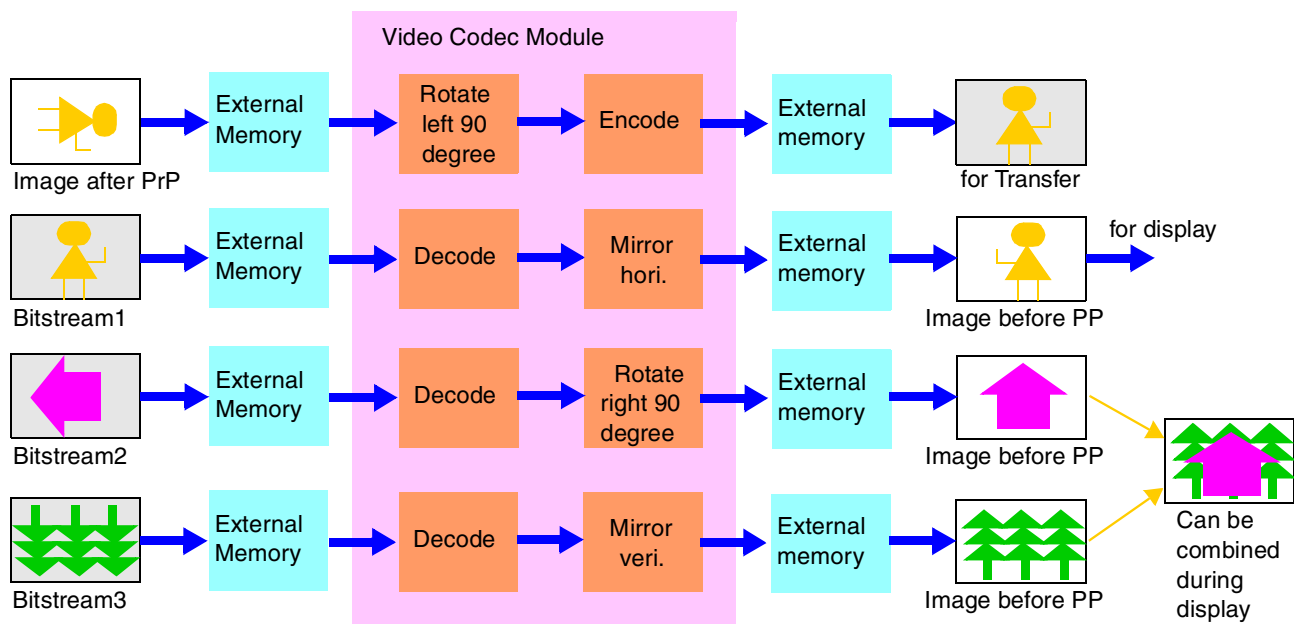 Video Codec Module
Image after PrP
External
Memory
Rotate
left 90
degree
Encode
External
memory
for Transfer
Bitstream1
External
Memory
Decode
Mirror
hori.
External
memory
Image before PP
for display
Bitstream2
External
Memory
Decode
Rotate
right 90
degree
External
memory
Image before PP
Bitstream3
External
Memory
Decode
Mirror
veri.
External
memory
Image before PP
Can be
combined
during
display